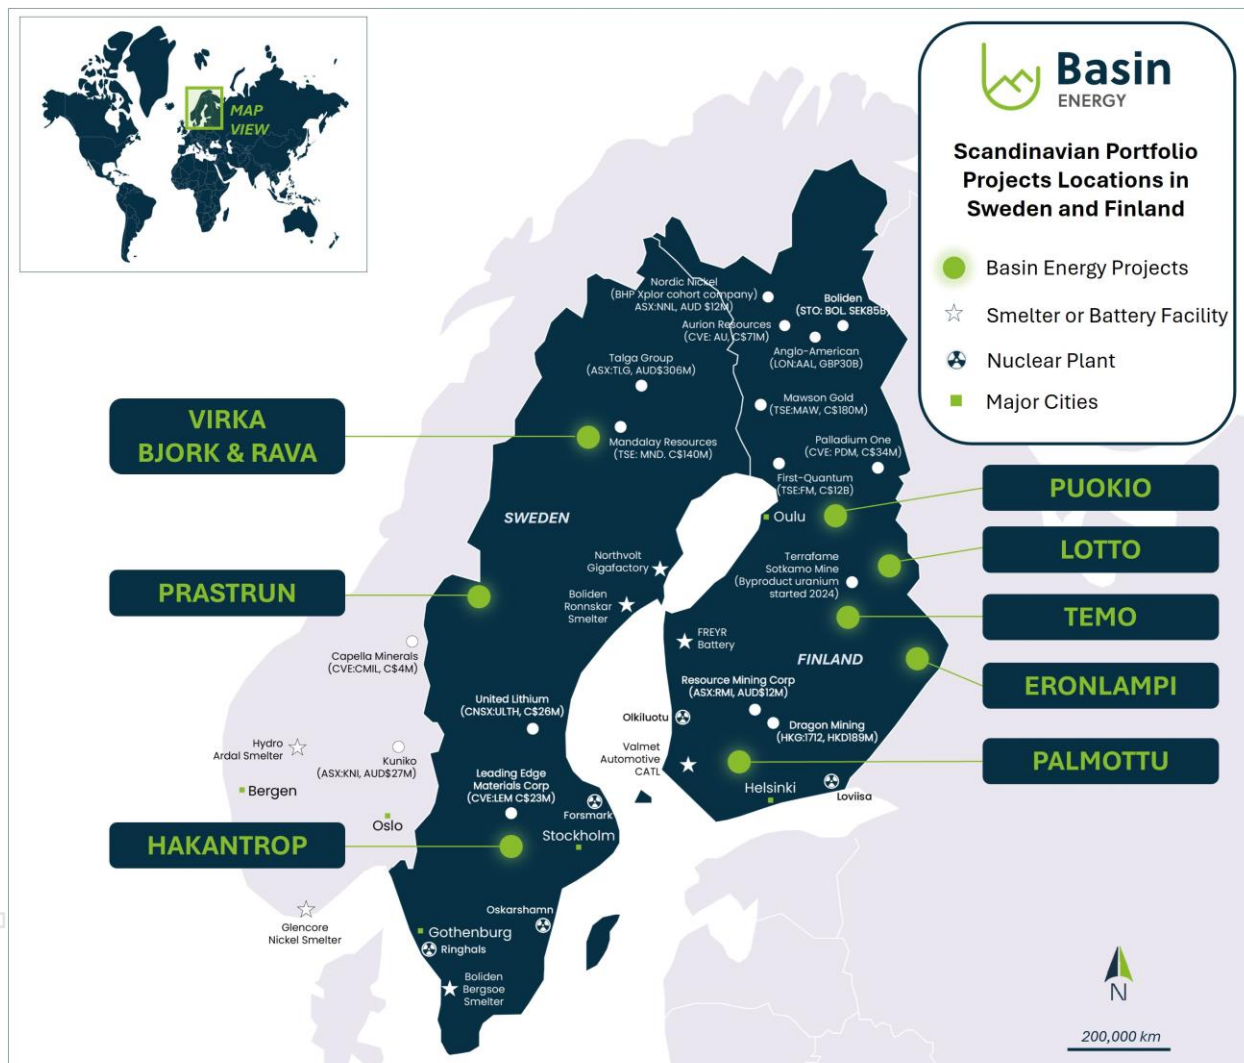 MAP
VIEW
Basin
ENERGY
Scandinavian Portfolio
Projects Locations in
Sweden and Finland
Basin Energy Projects
Smelter or Battery Facility
Nuclear Plant
Major Cities
Nordic Nickel
(BHP Xplor cohort company)
ASX:NNL, AUD $12M)
Boliden
(STO: BOL. SEK85B)
Aurion Resources
(CVE: AU, C$71M)
Anglo-American
(LON:AAL, GBP30B)
Talga Group
(ASX:TLG, AUD$306M)
Mawson Gold
(TSE:MAW, C$180M)
VIRKA
BJORK & RAVA
Mandalay Resources
(TSE: MND. C$140M)
Palladium One
(CVE: PDM, C$34M)
First-Quantum
(TSE:FM, C$12B)
PUOKIO
SWEDEN
Oulu
LOTTO
Northvolt
Gigafactory
Terrafame
Sotkamo Mine
(Byproduct uranium
started 2024)
PRASTRUN
Boliden
Ronnskar
Smelter
TEMO
FREYR
Battery
FINLAND
Capella Minerals
(CVE:CMIL, C$4M)
Resource Mining Corp
(ASX:RMI, AUD$12M)
ERONLAMPI
United Lithium
(CNSX:ULTH, C$26M)
Olkiluotu
Dragon Mining
(HKG:1712, HKD189M)
Hydro
Ardal Smelter
Kuniko
(ASX:KNI, AUD$27M)
Valmet
Automotive
CATL
PALMOTTU
Bergen
Leading Edge
Materials Corp
(CVE:LEM C$23M)
Helsinki
Loviisa
Oslo
Forsmark
Stockholm
HAKANTROP
Oskarshamn
Glencore
Nickel Smelter
Gothenburg
Ringhals
Boliden
Bergsoe
Smelter
N
200,000 km